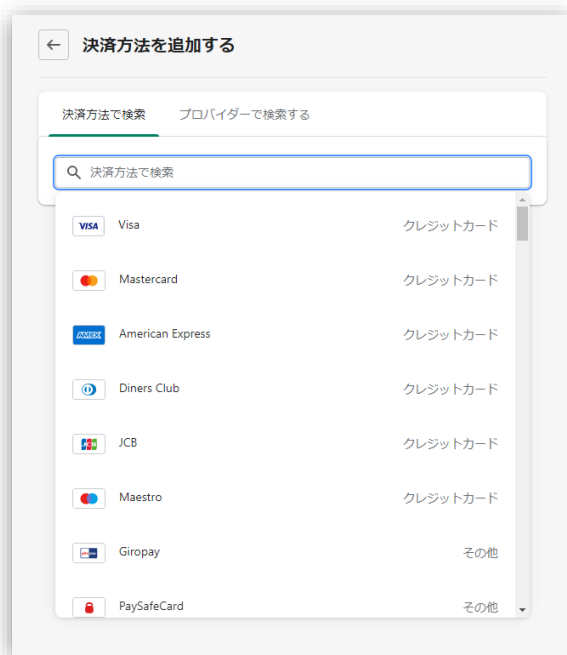 決済方法を追加する
決済方法で検索 プロバイダーで検索する
決済方法で検索
VISA Visa クレジットカード
Mastercard クレジットカード
AMEX American Express クレジットカード
Diners Club クレジットカード
JCB JCB クレジットカード
Maestro クレジットカード
Giropay その他
PaySafeCard その他